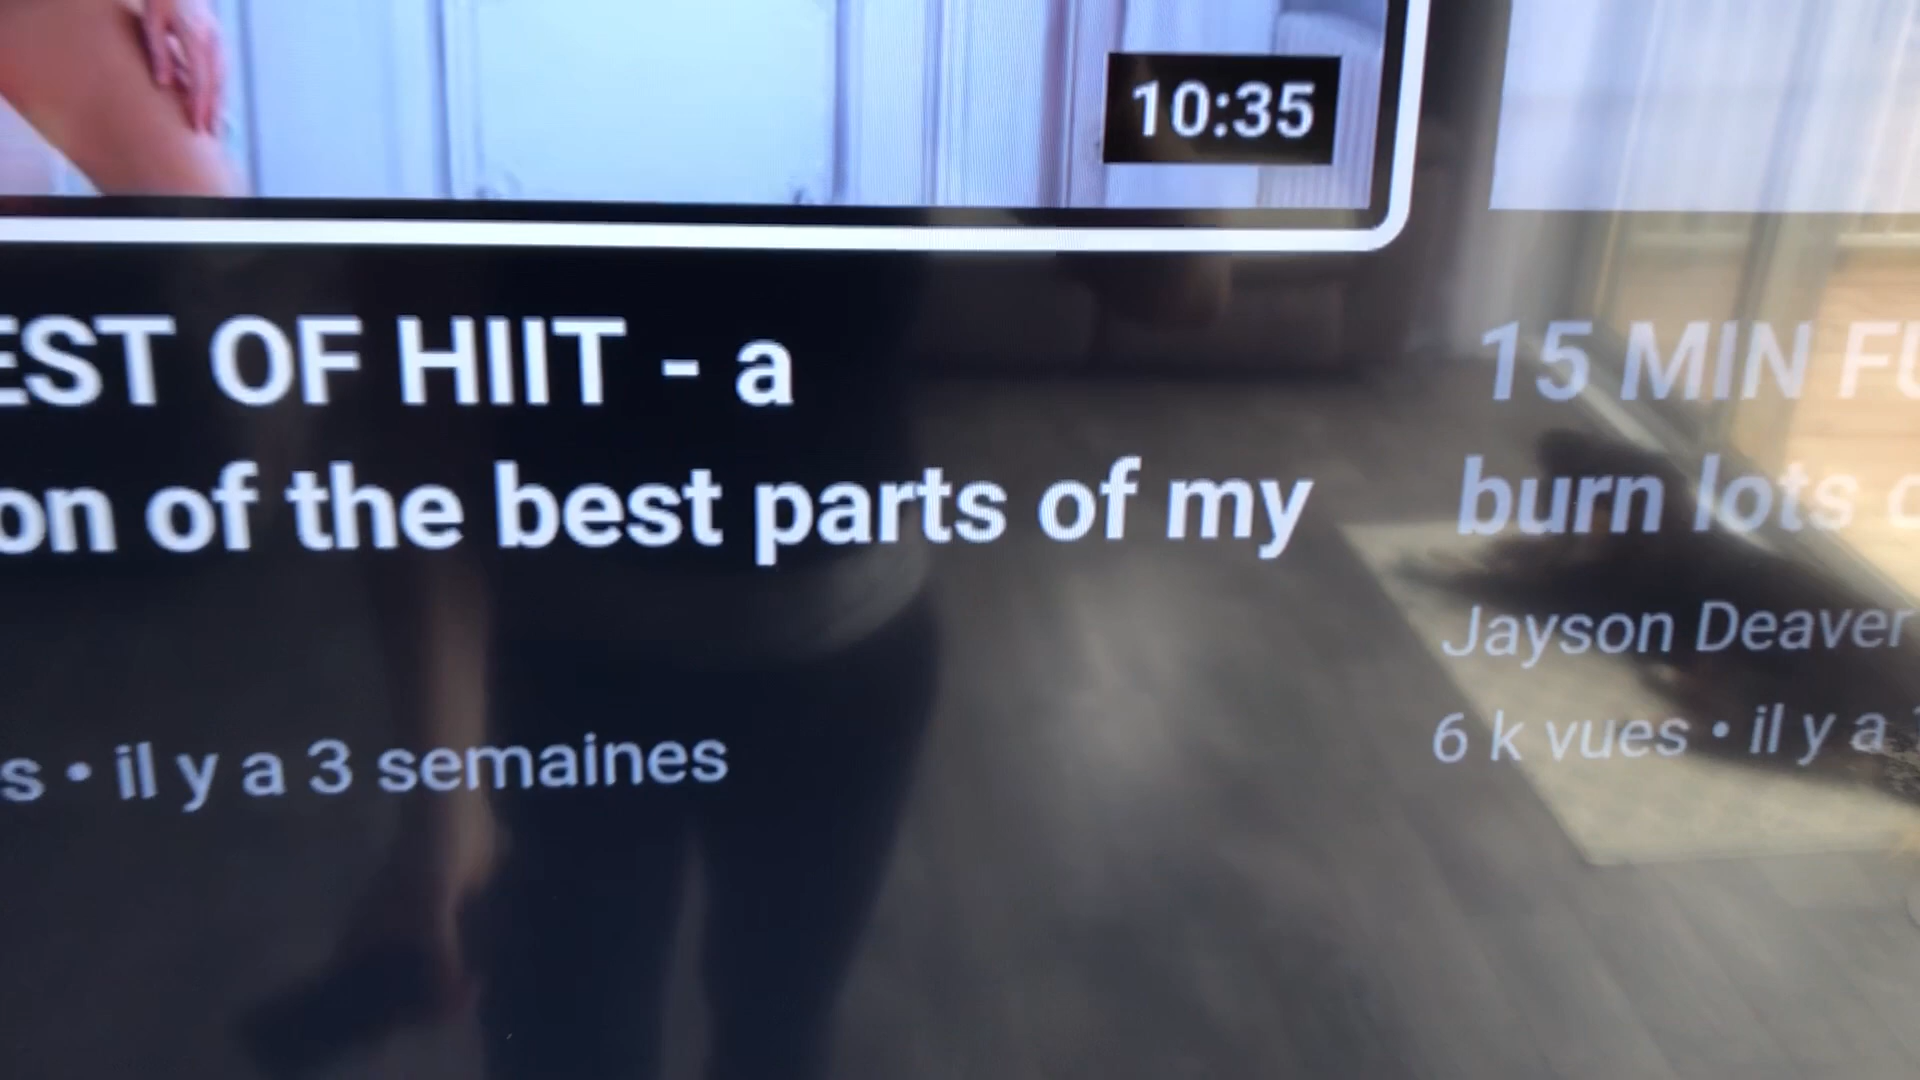 10:35
EST OF HIIT - a
on of the best parts of my
s • il y a 3 semaines
15 MIN FU
burn lots
Jayson Deaver
6 k vues • il y a